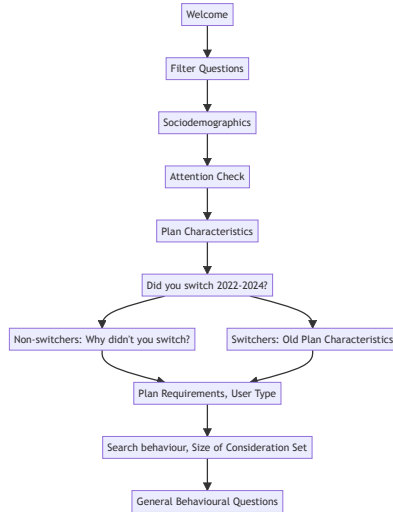 Welcome
Filter Questions
Sociodemographics
Attention Check
Plan Characteristics
Did you switch 2022-2024?
Non-switchers: Why didn't you switch?
Switchers: Old Plan Characteristics
Plan Requirements, User Type
Search behaviour, Size of Consideration Set
General Behavioural Questions